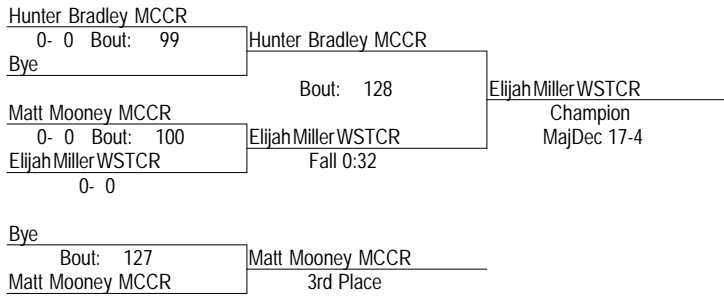 Hunter Bradley MCCR
0- 0 Bout: 99
Hunter Bradley MCCR
Bye
Bout: 128
Elijah Miller WSTCR
Matt Mooney MCCR
Champion
0- 0 Bout: 100
Elijah Miller WSTCR
MajDec 17-4
Elijah Miller WSTCR
Fall 0:32
0- 0
Bye
Bout: 127
Matt Mooney MCCR
Matt Mooney MCCR
3rd Place